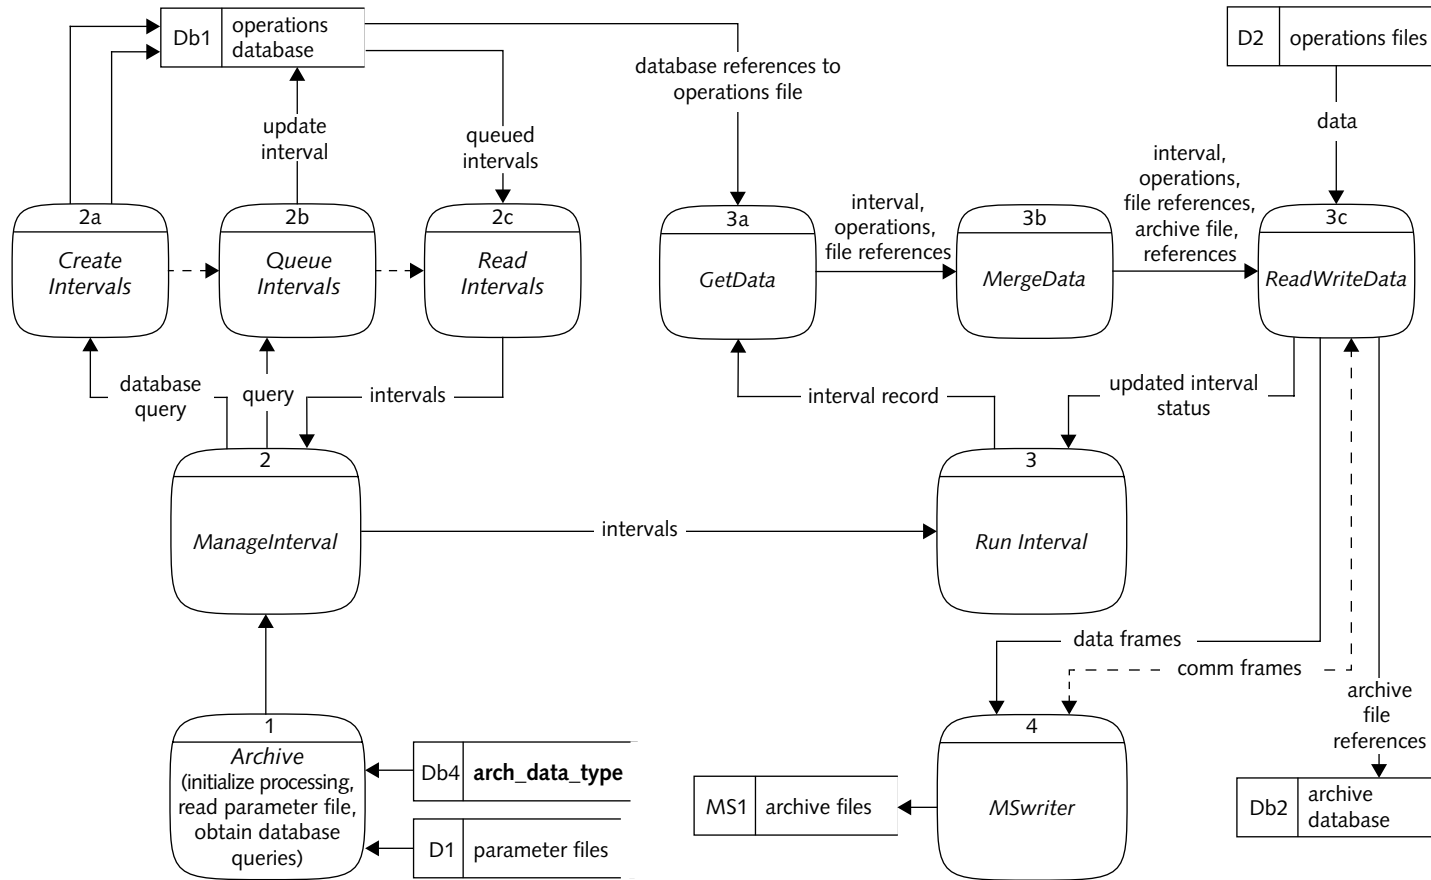 Db1
operations
database
D2
operations files
database references to
operations file
update
interval
queued
intervals
data
interval,
operations,
file references,
archive file,
references
interval,
operations,
file references
2a
Create
Intervals
2b
Queue
Intervals
2c
Read
Intervals
3a
GetData
3b
MergeData
3c
ReadWriteData
database
query
query
intervals
interval record
updated interval
status
2
ManageInterval
intervals
3
Run Interval
data frames
comm frames
archive
file
references
1
Archive
(initialize processing,
read parameter file,
obtain database
queries)
Db4
arch_data_type
D1
parameter files
MS1
archive files
4
MSwriter
Db2
archive
database